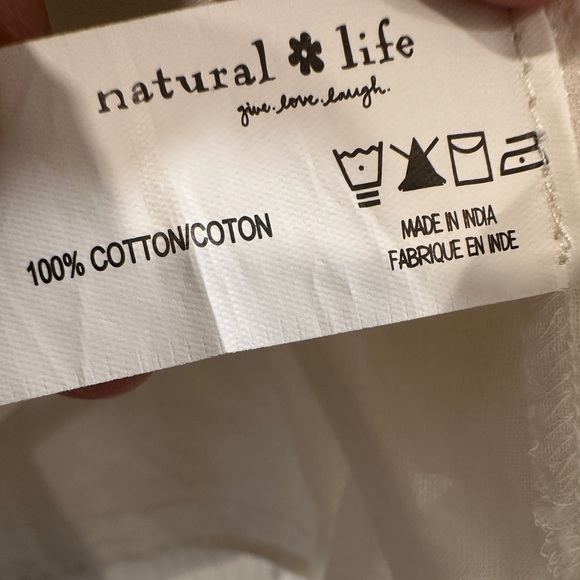 natural life
give.love.laugh.
100% COTTON/COTON
MADE IN INDIA
FABRIQUE EN INDE